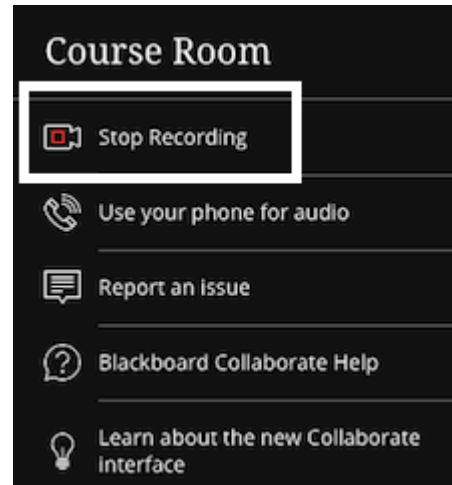 Course Room
Stop Recording
Use your phone for audio
Report an issue
Blackboard Collaborate Help
Learn about the new Collaborate
interface